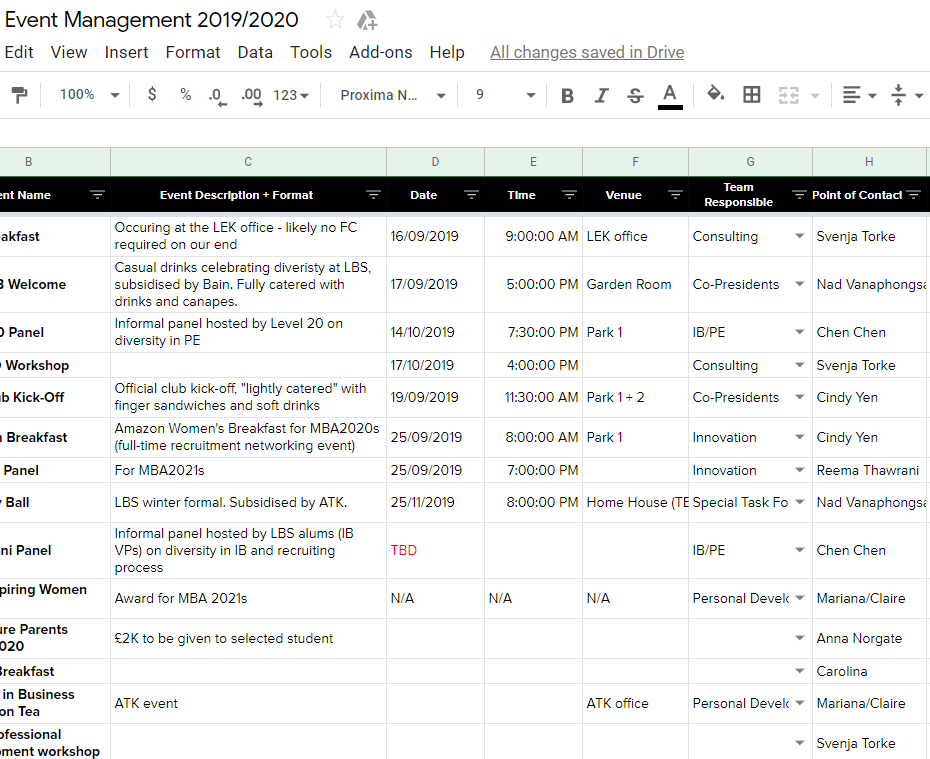 Event Management 2019/2020
Edit View Insert Format Data Tools Add-ons Help All changes saved in Drive
100% $ % .0 .00 123 Proxima N... 9 B I S A
B C D E F G H
ent Name Event Description + Format Date Time Venue Team Responsible Point of Contact
akfast Occuring at the LEK office - likely no FC 16/09/2019 9:00:00 AM LEK office Consulting Svenja Torke
required on our end
Casual drinks celebrating diveristy at LBS,
Welcome subsidised by Bain. Fully catered with 17/09/2019 5:00:00 PM Garden Room Co-Presidents Nad Vanaphongsa
drinks and canapes.
Panel Informal panel hosted by Level 20 on 14/10/2019 7:30:00 PM Park 1 IB/PE Chen Chen
diversity in PE
Workshop 17/10/2019 4:00:00 PM Consulting Svenja Torke
b Kick-Off Official club kick-off, "lightly catered" with 19/09/2019 11:30:00 AM Park 1 + 2 Co-Presidents Cindy Yen
finger sandwiches and soft drinks
Breakfast Amazon Women's Breakfast for MBA2020s 25/09/2019 8:00:00 AM Park 1 Innovation Cindy Yen
(full-time recruitment networking event)
Panel For MBA2021s 25/09/2019 7:00:00 PM Innovation Reema Thawrani
Ball LBS winter formal. Subsidised by ATK. 25/11/2019 8:00:00 PM Home House (TE Special Task Fo Nad Vanaphongsa
Informal panel hosted by LBS alums (IB
ni Panel VPs) on diversity in IB and recruiting TBD IB/PE Chen Chen
process
piring Women
Award for MBA 2021s N/A N/A N/A Personal Develo Mariana/Claire
ure Parents
020 £2K to be given to selected student Anna Norgate
Breakfast Carolina
in Business
on Tea ATK event ATK office Personal Develo Mariana/Claire
ofessional
pment workshop Svenja Torke